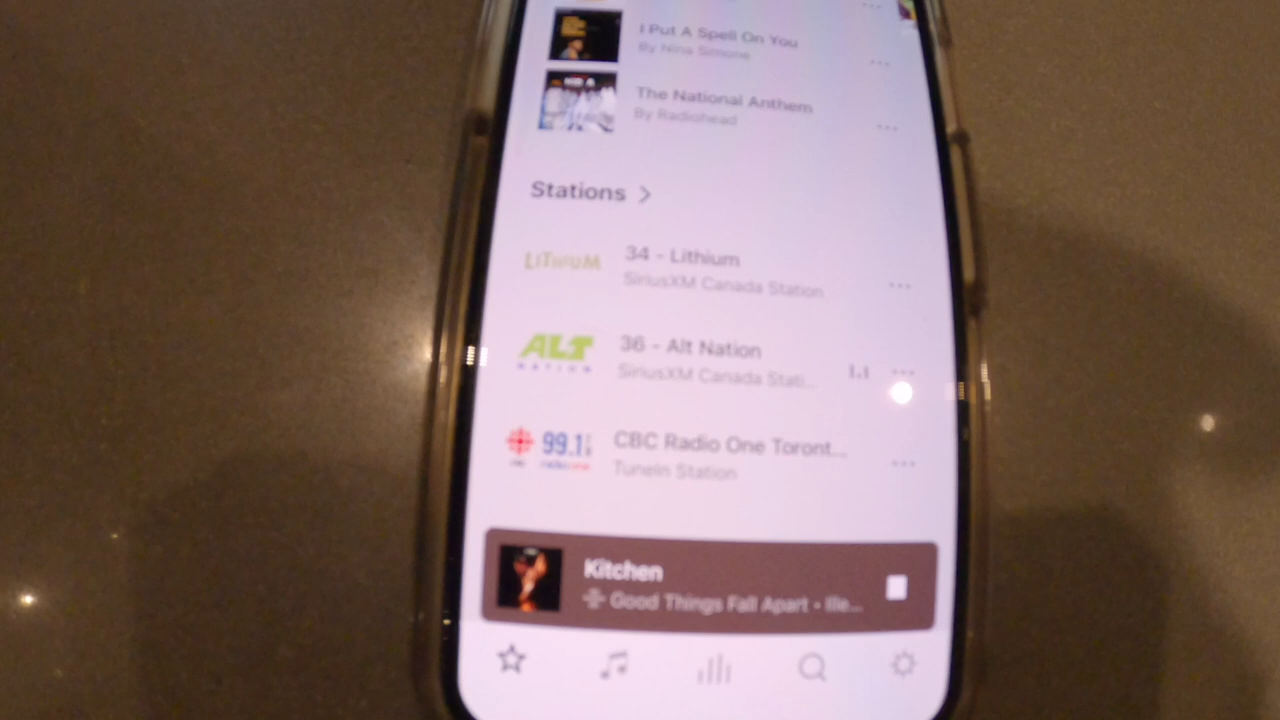 I Put A Spell On You
By Nina Simone
KID A
The National Anthem
By Radiohead
Stations >
LiTHiUM
34 - Lithium
SiriusXM Canada Station
ALT
NATION
36 - Alt Nation
SiriusXM Canada Stati...
99.1
CBC Radio One Toront...
TuneIn Station
Kitchen
Good Things Fall Apart • Ille...